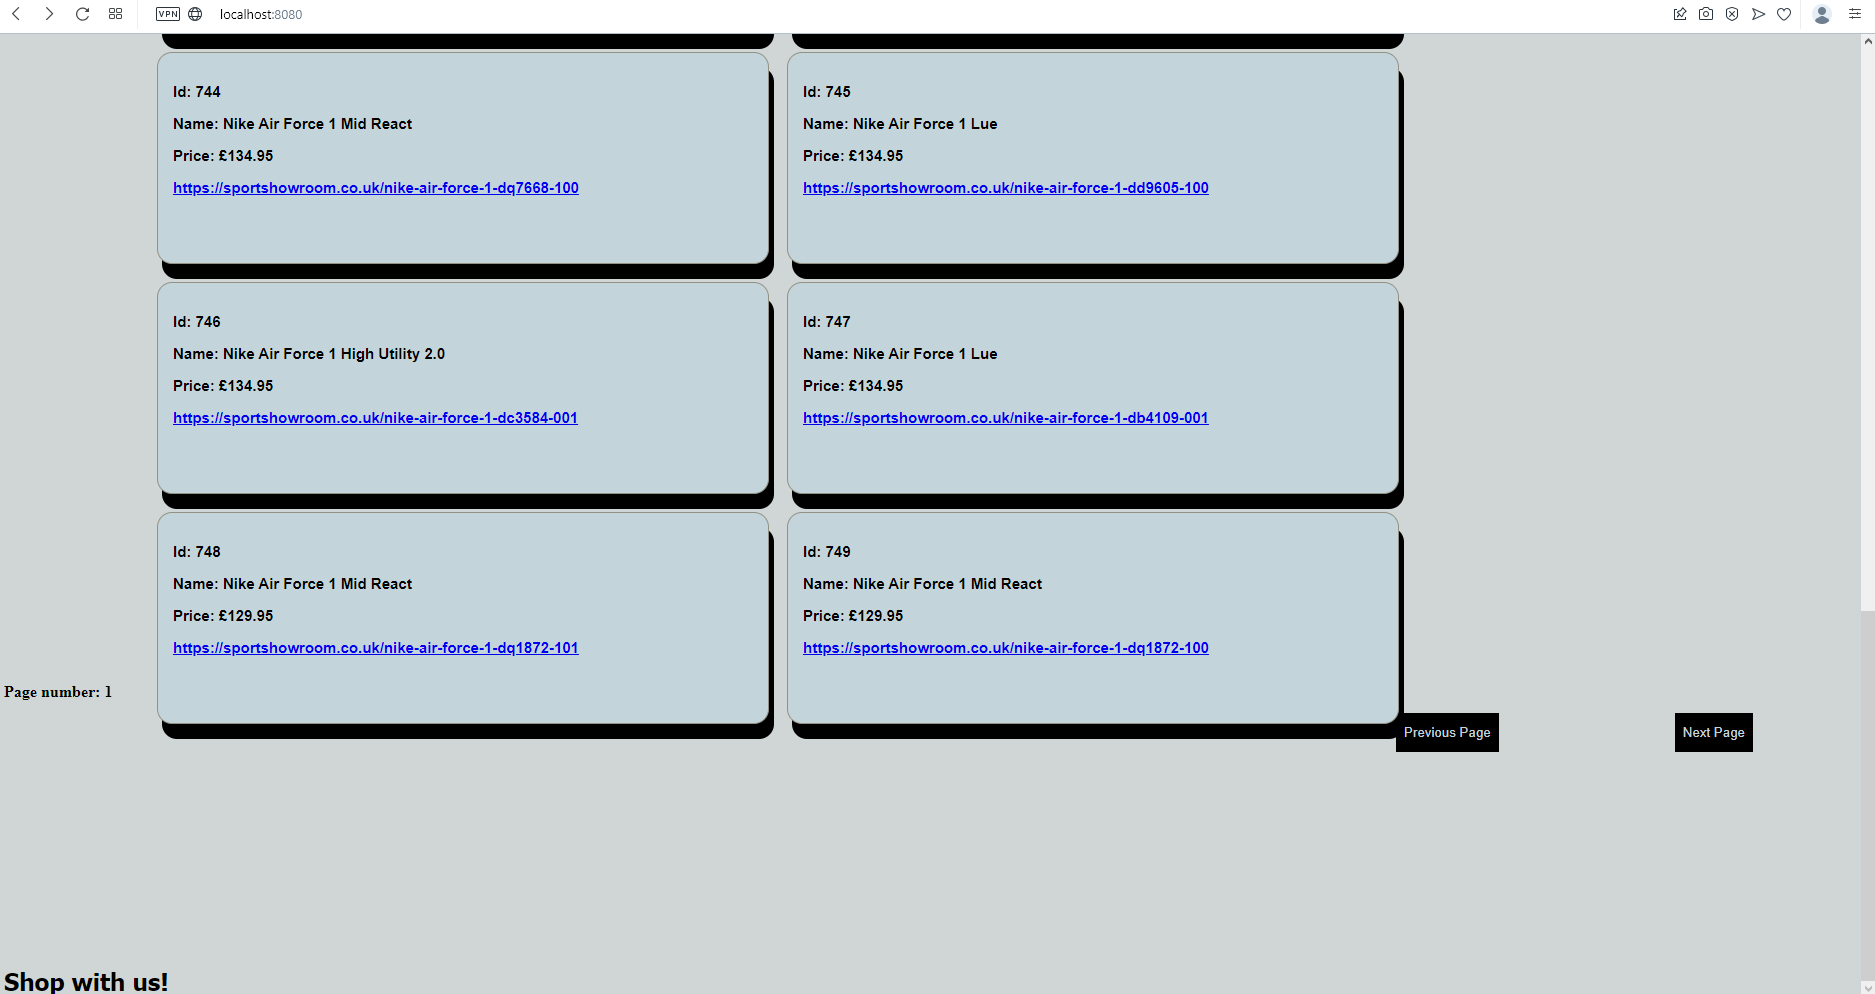 VPN
localhost:8080
Id: 744
Name: Nike Air Force 1 Mid React
Price: £134.95
https://sportshowroom.co.uk/nike-air-force-1-dq7668-100
Id: 745
Name: Nike Air Force 1 Lue
Price: £134.95
https://sportshowroom.co.uk/nike-air-force-1-dd9605-100
Id: 746
Name: Nike Air Force 1 High Utility 2.0
Price: £134.95
https://sportshowroom.co.uk/nike-air-force-1-dc3584-001
Id: 747
Name: Nike Air Force 1 Lue
Price: £134.95
https://sportshowroom.co.uk/nike-air-force-1-db4109-001
Id: 748
Name: Nike Air Force 1 Mid React
Price: £129.95
https://sportshowroom.co.uk/nike-air-force-1-dq1872-101
Id: 749
Name: Nike Air Force 1 Mid React
Price: £129.95
https://sportshowroom.co.uk/nike-air-force-1-dq1872-100
Page number: 1
Previous Page
Next Page
Shop with us!